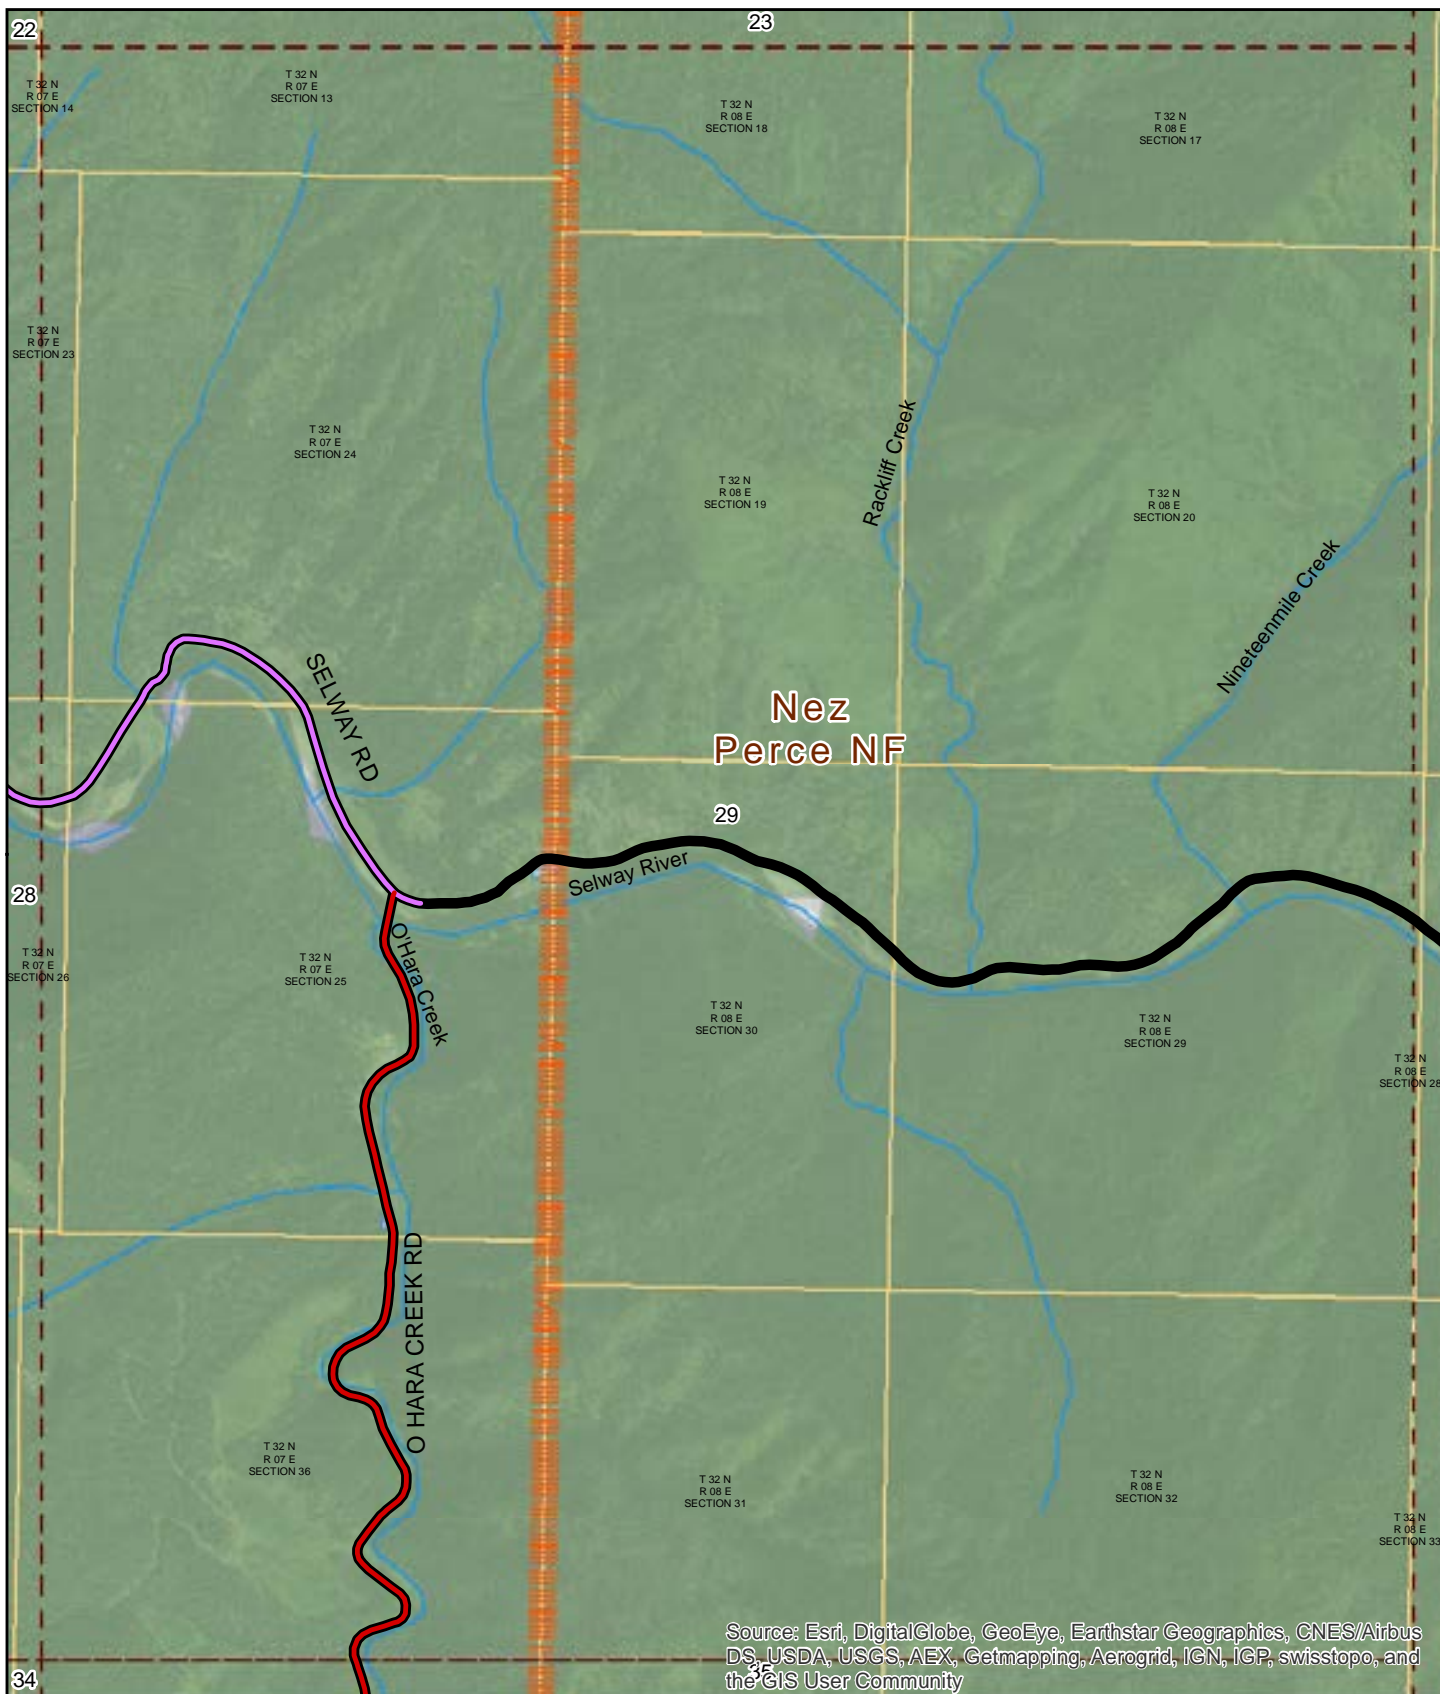 22
23
T 32 N
R 07 E
SECTION 14
T 32 N
R 07 E
SECTION 13
T 32 N
R 08 E
SECTION 18
T 32 N
R 08 E
SECTION 17
T 32 N
R 07 E
SECTION 23
T 32 N
R 07 E
SECTION 24
T 32 N
R 08 E
SECTION 19
Rackliff Creek
T 32 N
R 08 E
SECTION 20
Nineteenmile Creek
SELWAY RD
Nez
Perce NF
29
Selway River
28
T 32 N
R 07 E
SECTION 26
T 32 N
R 07 E
SECTION 25
O'Hara Creek
T 32 N
R 08 E
SECTION 30
T 32 N
R 08 E
SECTION 29
T 32 N
R 08 E
SECTION 28
O HARA CREEK RD
T 32 N
R 07 E
SECTION 36
T 32 N
R 08 E
SECTION 31
T 32 N
R 08 E
SECTION 32
T 32 N
R 08 E
SECTION 33
34
35
Source: Esri, DigitalGlobe, GeoEye, Earthstar Geographics, CNES/Airbus
DS, USDA, USGS, AEX, Getmapping, Aerogrid, IGN, IGP, swisstopo, and
the GIS User Community